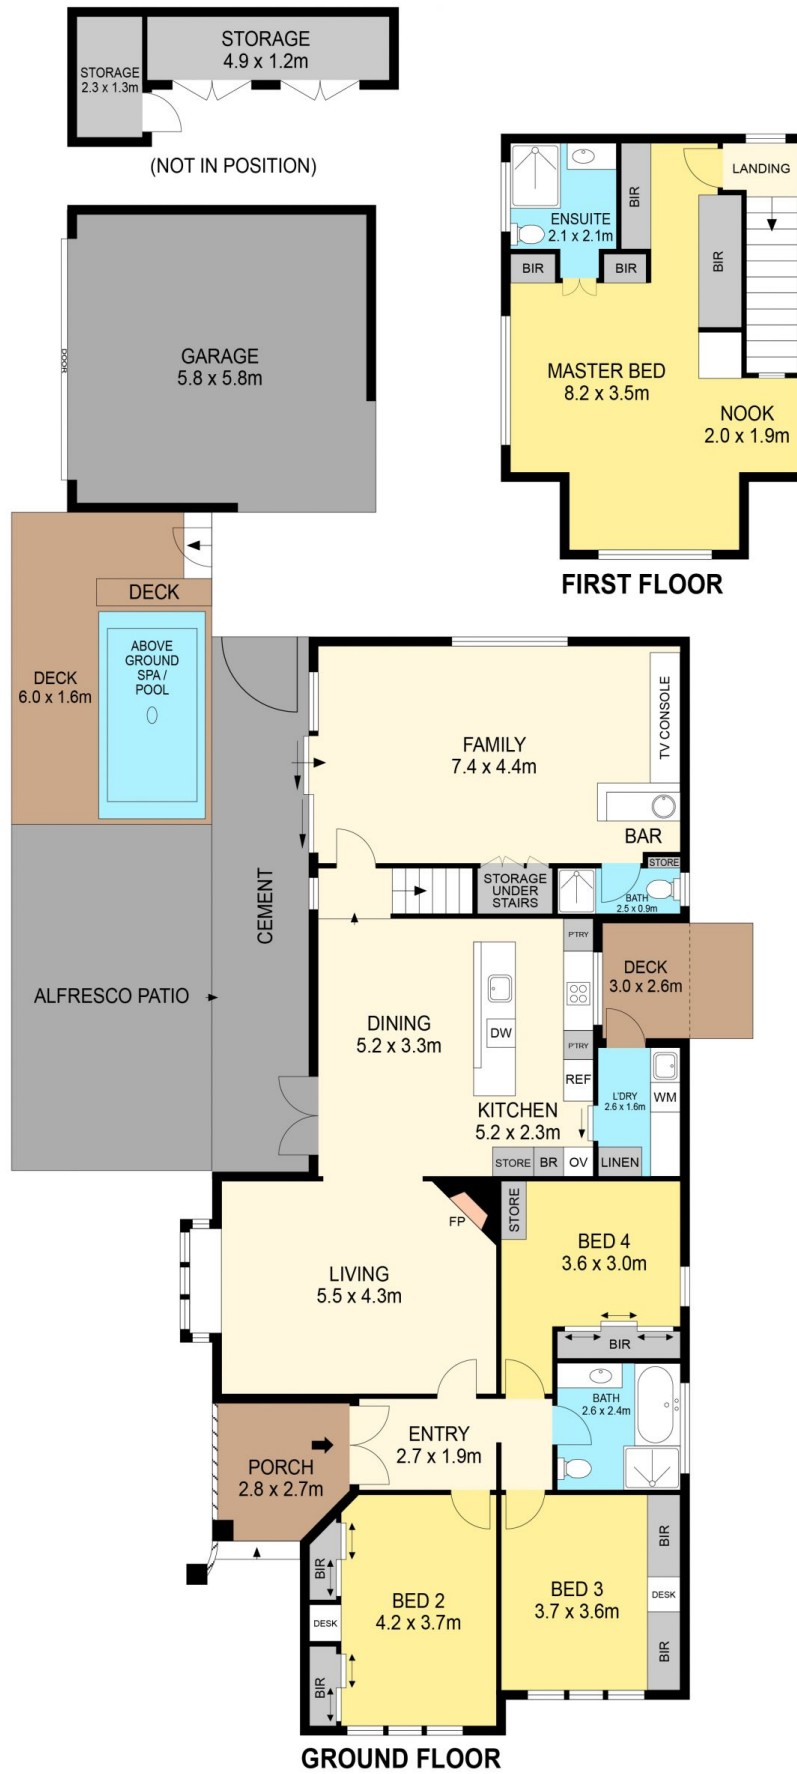 STORAGE
4.9 x 1.2m
STORAGE
2.3 x 1.3m
(NOT IN POSITION)
LANDING
BIR
ENSUITE
2.1 x 2.1m
BIR
BIR
BIR
MASTER BED
8.2 x 3.5m
NOOK
2.0 x 1.9m
FIRST FLOOR
DOOR
GARAGE
5.8 x 5.8m
DECK
DECK
6.0 x 1.6m
ABOVE
GROUND
SPA /
POOL
FAMILY
7.4 x 4.4m
TV CONSOLE
BAR
STORE
STORAGE
UNDER
STAIRS
BATH
2.5 x 0.9m
CEMENT
ALFRESCO PATIO
DINING
5.2 x 3.3m
P'TRY
DW
P'TRY
REF
KITCHEN
5.2 x 2.3m
STORE
BR
OV
DECK
3.0 x 2.6m
L'DRY
2.6 x 1.6m
WM
LINEN
FP
STORE
BED 4
3.6 x 3.0m
BIR
LIVING
5.5 x 4.3m
BATH
2.6 x 2.4m
ENTRY
2.7 x 1.9m
PORCH
2.8 x 2.7m
BIR
DESK
BIR
BED 2
4.2 x 3.7m
BED 3
3.7 x 3.6m
BIR
DESK
BIR
GROUND FLOOR